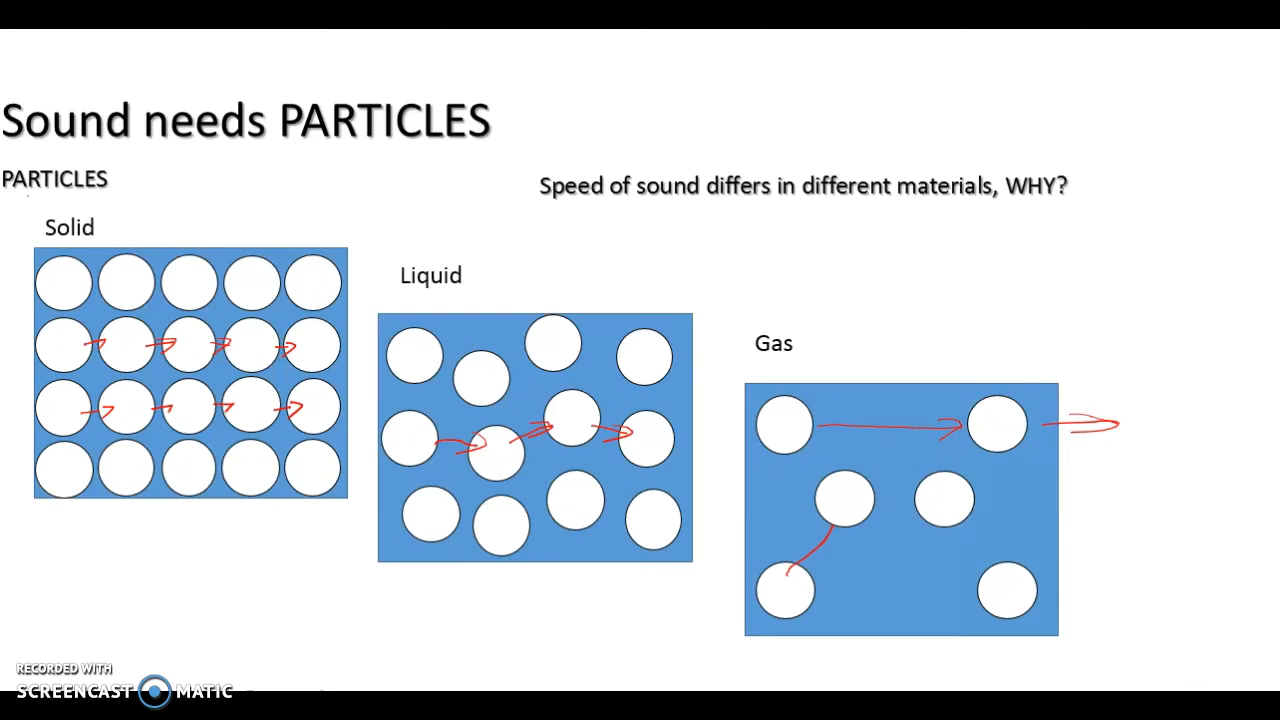 Sound needs PARTICLES
PARTICLES
Speed of sound differs in different materials, WHY?
Solid
Liquid
Gas
RECORDED WITH
SCREENCAST MATIC